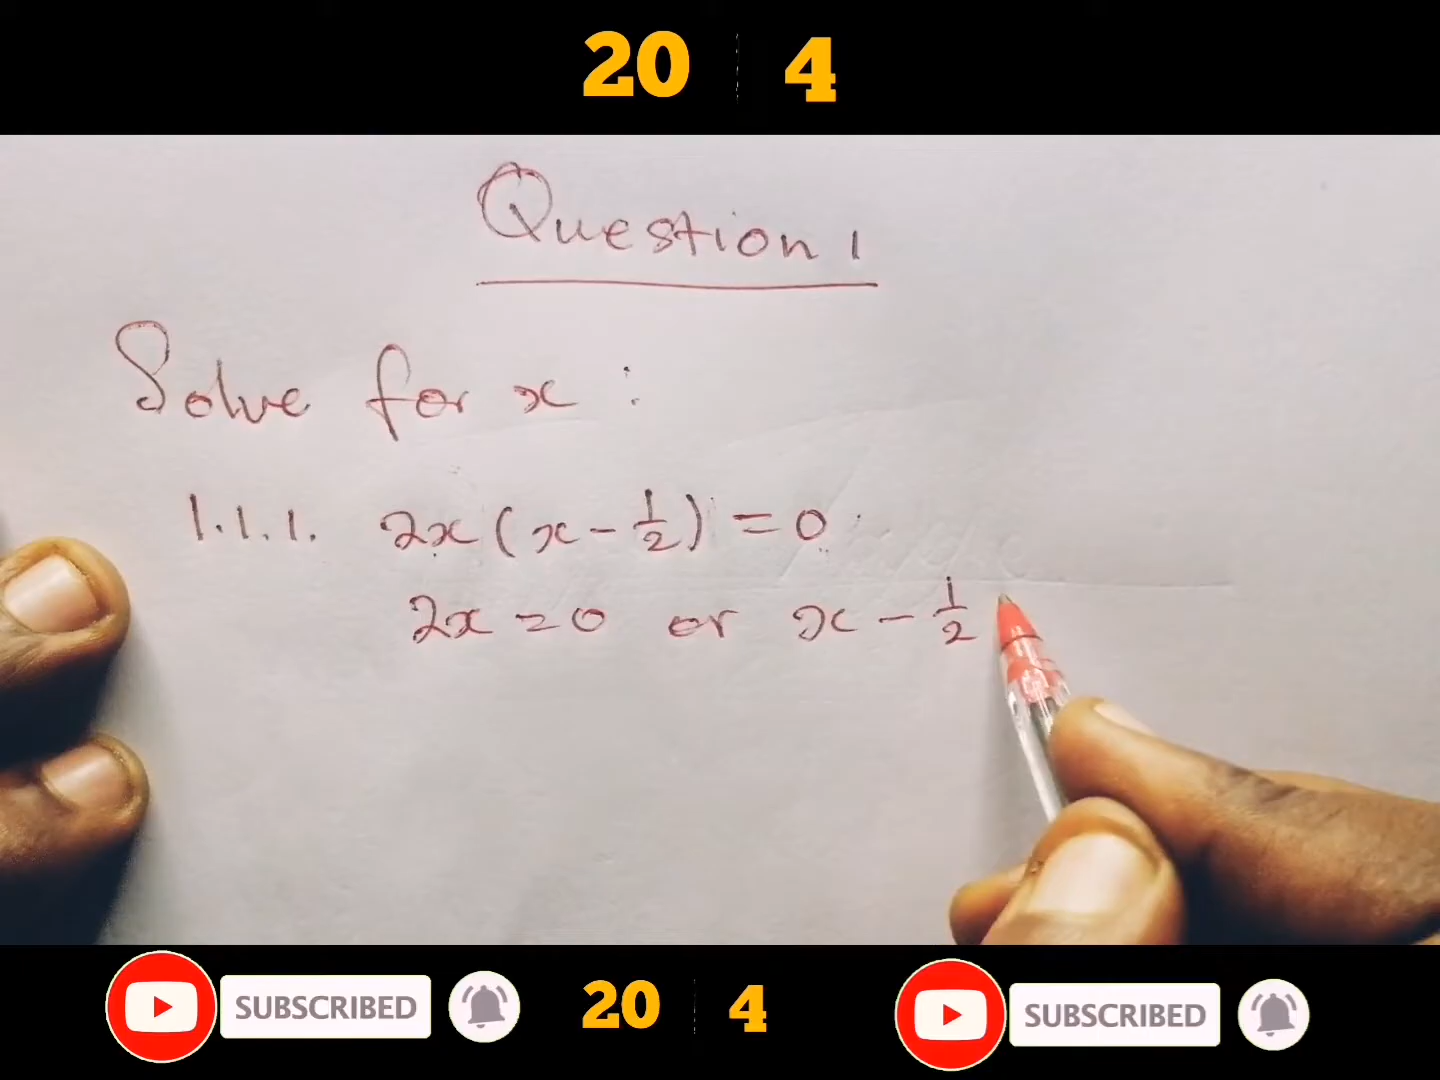 20 4
Question 1
Solve for x :
1.1.1. 2x(x - 1/2) = 0
2x = 0 or x - 1/2
SUBSCRIBED 20 4 SUBSCRIBED